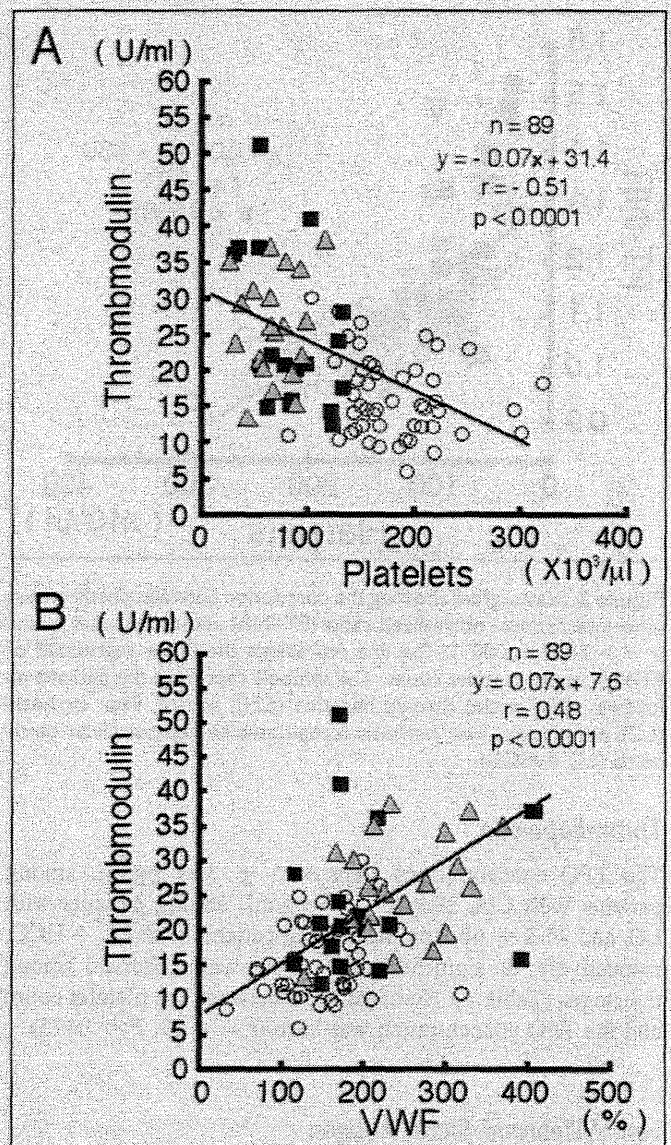 A
( U/ml )
Thrombmodulin
60
55
50
45
40
35
30
25
20
15
10
5
0
n = 89
y = - 0.07x + 31.4
r = - 0.51
p < 0.0001
0 100 200 300 400
Platelets ( X10³/μl )
B
( U/ml )
Thrombmodulin
60
55
50
45
40
35
30
25
20
15
10
5
0
n = 89
y = 0.07x + 7.6
r = 0.48
p < 0.0001
0 100 200 300 400 500
VWF ( % )